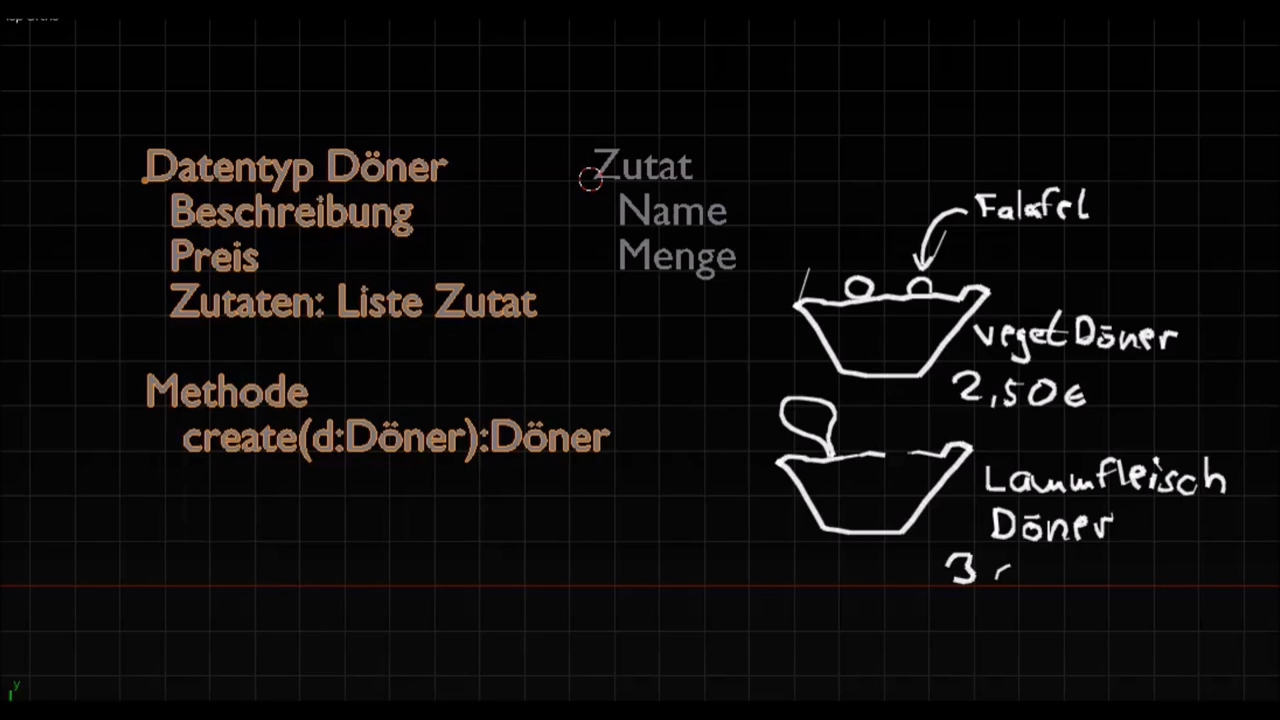 Datentyp Döner
Beschreibung
Preis
Zutaten: Liste Zutat
Methode
create(d:Döner):Döner
Zutat
Name
Menge
Falafel
veget Döner
2,50€
Lammfleisch
Döner
3
y